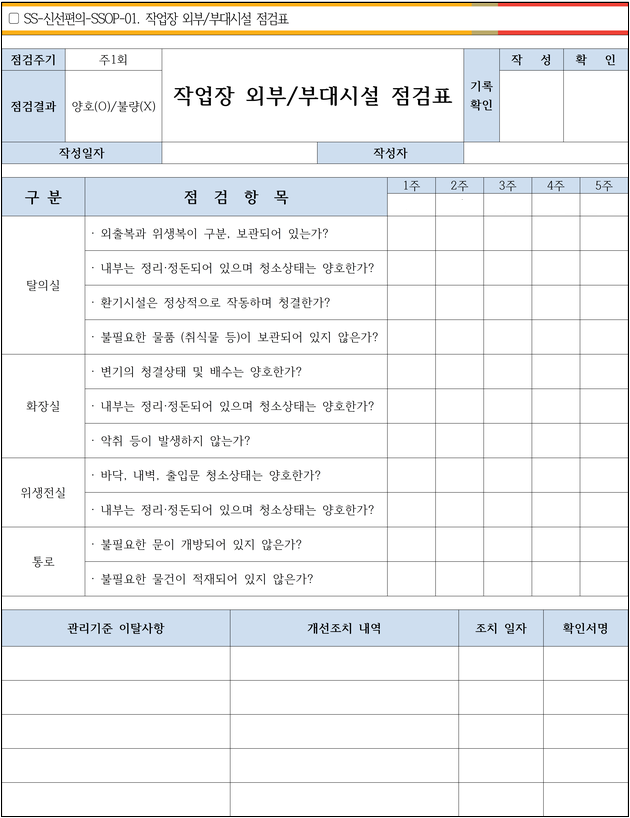 □ SS-신선편의-SSOP-01. 작업장 외부/부대시설 점검표
점검주기 주1회 작업장 외부/부대시설 점검표 기록 확인 작 성 확 인
점검결과 양호(O)/불량(X)
작성일자 작성자
구 분 점 검 항 목 1주 2주 3주 4주 5주
탈의실
· 외출복과 위생복이 구분, 보관되어 있는가?
· 내부는 정리·정돈되어 있으며 청소상태는 양호한가?
· 환기시설은 정상적으로 작동하며 청결한가?
· 불필요한 물품 (취식물 등)이 보관되어 있지 않은가?
화장실
· 변기의 청결상태 및 배수는 양호한가?
· 내부는 정리·정돈되어 있으며 청소상태는 양호한가?
· 악취 등이 발생하지 않는가?
위생전실
· 바닥, 내벽, 출입문 청소상태는 양호한가?
· 내부는 정리·정돈되어 있으며 청소상태는 양호한가?
통로
· 불필요한 문이 개방되어 있지 않은가?
· 불필요한 물건이 적재되어 있지 않은가?
관리기준 이탈사항 개선조치 내역 조치 일자 확인서명